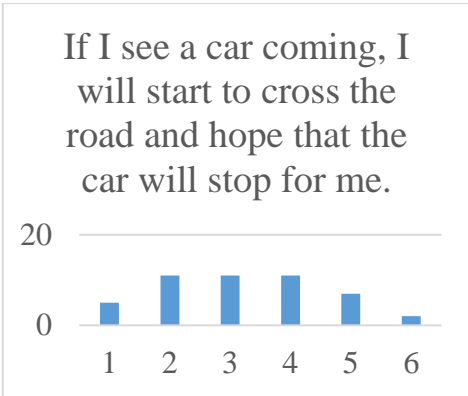 If I see a car coming, I
will start to cross the
road and hope that the
car will stop for me.
20
0
1 2 3 4 5 6